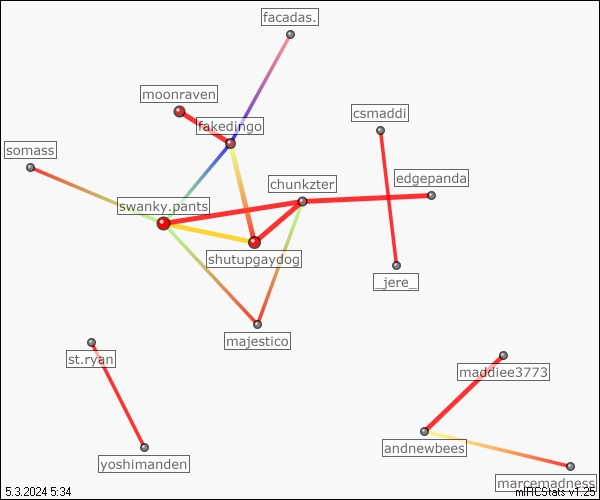 facadas.
moonraven
csmaddi
fakedingo
somass
edgepanda
chunkzter
swanky.pants
shutupgaydog
_jere_
majestico
st.ryan
maddiee3773
andnewbees
yoshimanden
marcemadness
5.3.2024 5:34
mIRCStats v1.25